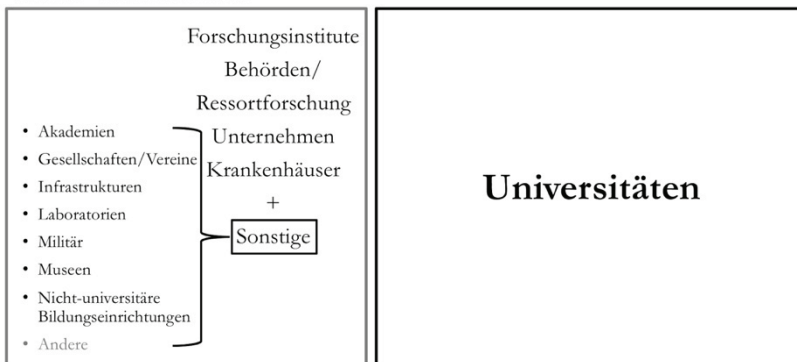 Forschungsinstitute
Behörden/
Ressortforschung
Unternehmen
Krankenhäuser
+
Sonstige
• Akademien
• Gesellschaften/Vereine
• Infrastrukturen
• Laboratorien
• Militär
• Museen
• Nicht-universitäre
Bildungseinrichtungen
• Andere
Universitäten